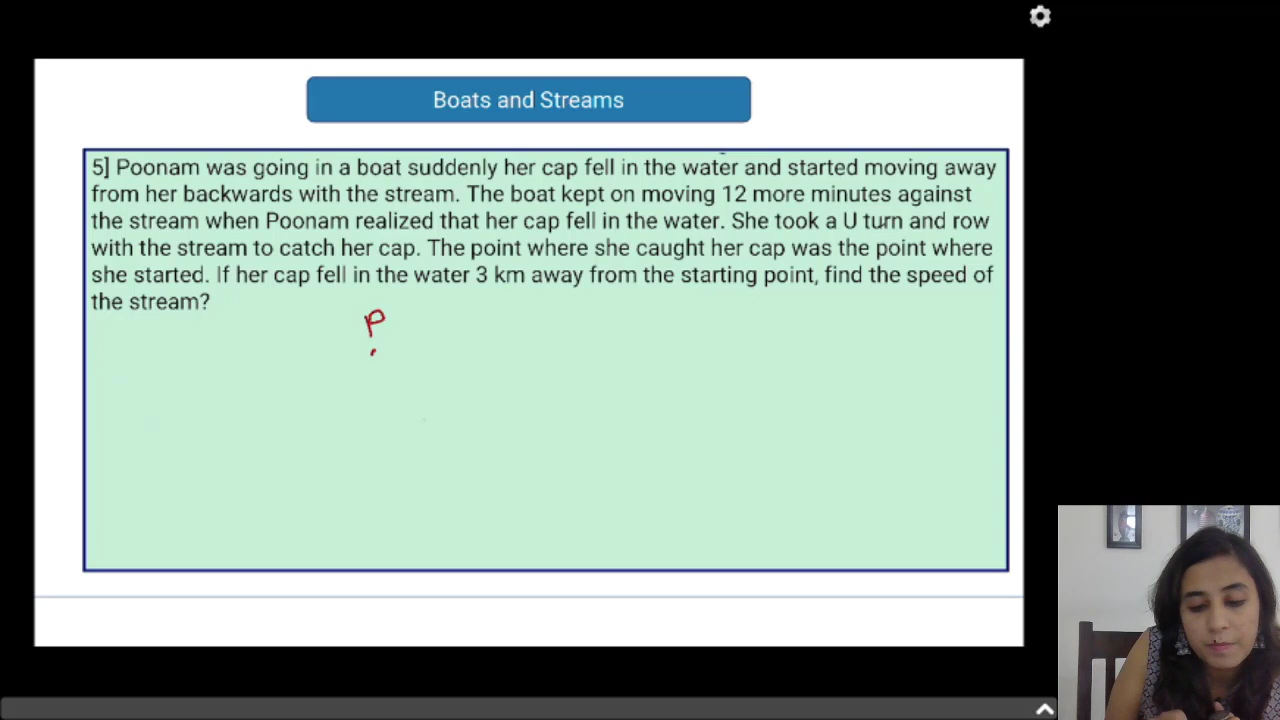 Boats and Streams
5] Poonam was going in a boat suddenly her cap fell in the water and started moving away
from her backwards with the stream. The boat kept on moving 12 more minutes against
the stream when Poonam realized that her cap fell in the water. She took a U turn and row
with the stream to catch her cap. The point where she caught her cap was the point where
she started. If her cap fell in the water 3 km away from the starting point, find the speed of
the stream?
P